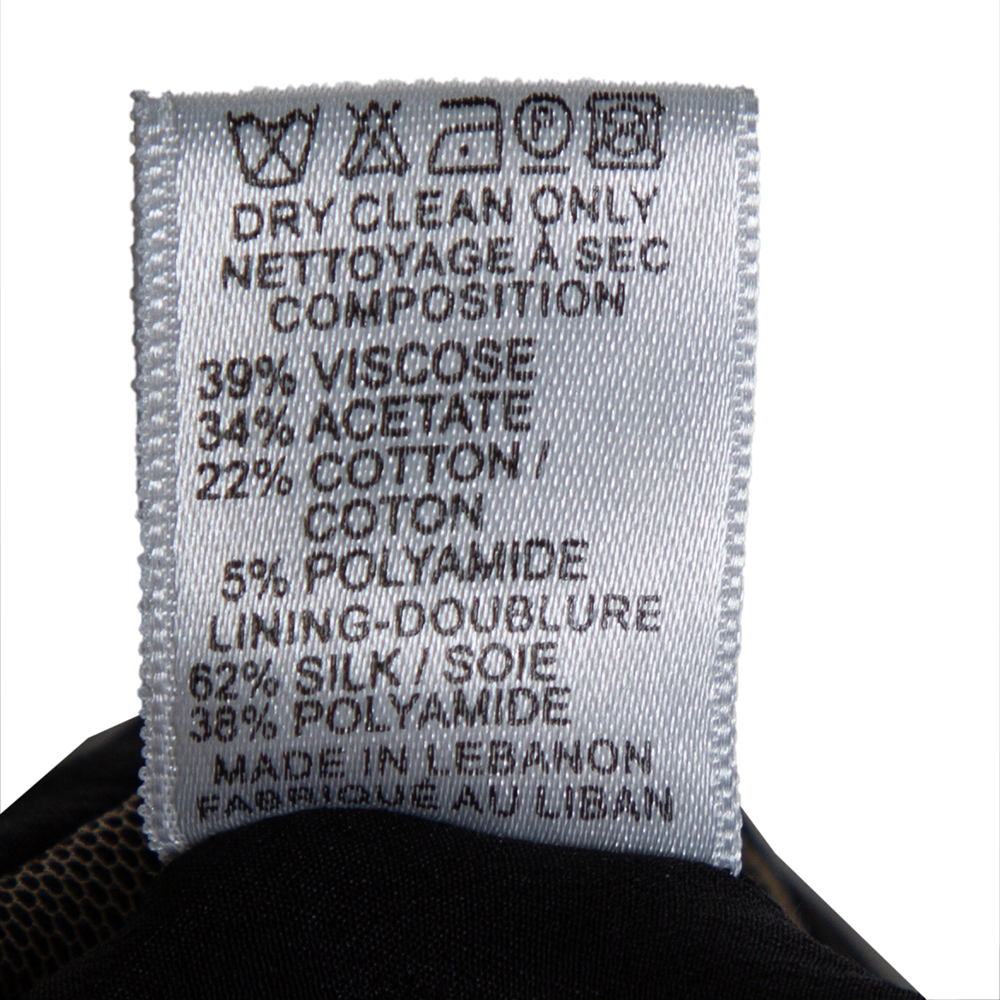 P
DRY CLEAN ONLY
NETTOYAGE À SEC
COMPOSITION
39% VISCOSE
34% ACETATE
22% COTTON /
COTON
5% POLYAMIDE
LINING-DOUBLURE
62% SILK / SOIE
38% POLYAMIDE
MADE IN LEBANON
FABRIQUÉ AU LIBAN